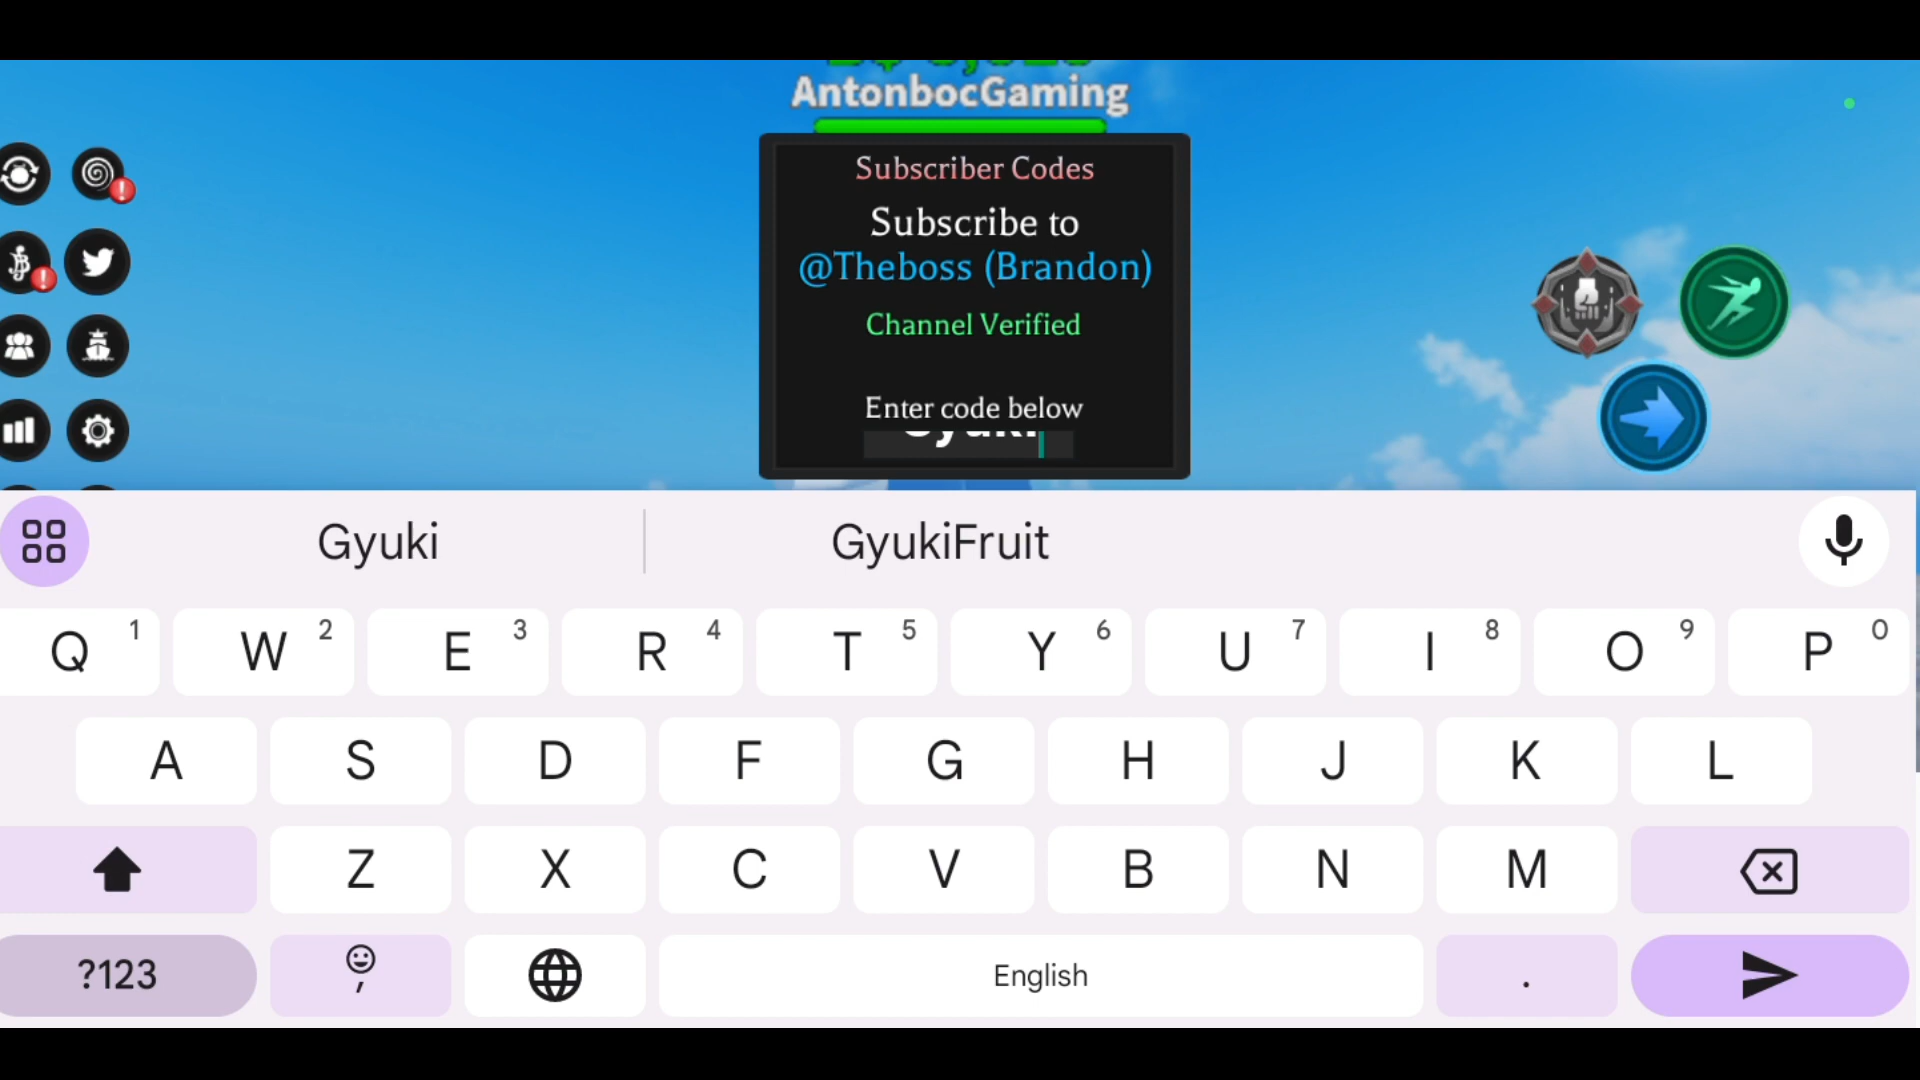 AntonbocGaming
Subscriber Codes
Subscribe to
@Theboss (Brandon)
Channel Verified
Enter code below
Gyuki
Gyuki GyukiFruit
Q 1 W 2 E 3 R 4 T 5 Y 6 U 7 I 8 O 9 P 0
A S D F G H J K L
Z X C V B N M
?123 , English .